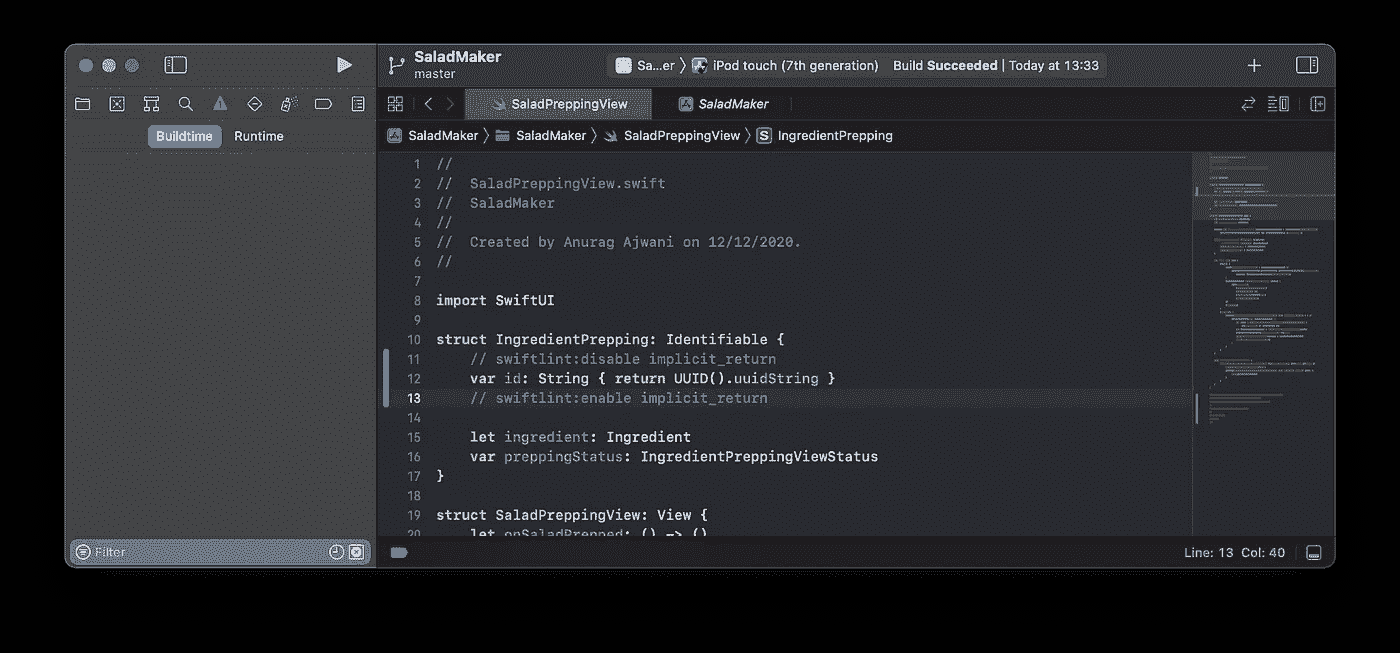 SaladMaker
master
Sa...er 〉 iPod touch (7th generation) Build Succeeded | Today at 13:33
SaladPreppingView SaladMaker
Buildtime Runtime
SaladMaker 〉 SaladMaker 〉 SaladPreppingView 〉 S IngredientPrepping
1 //
2 //  SaladPreppingView.swift
3 //  SaladMaker
4 //
5 //  Created by Anurag Ajwani on 12/12/2020.
6 //
7
8 import SwiftUI
9
10 struct IngredientPrepping: Identifiable {
11     // swiftlint:disable implicit_return
12     var id: String { return UUID().uuidString }
13     // swiftlint:enable implicit_return
14
15     let ingredient: Ingredient
16     var preppingStatus: IngredientPreppingViewStatus
17 }
18
19 struct SaladPreppingView: View {
20     let onSaladPrepped: () -> ()
Filter
Line: 13 Col: 40